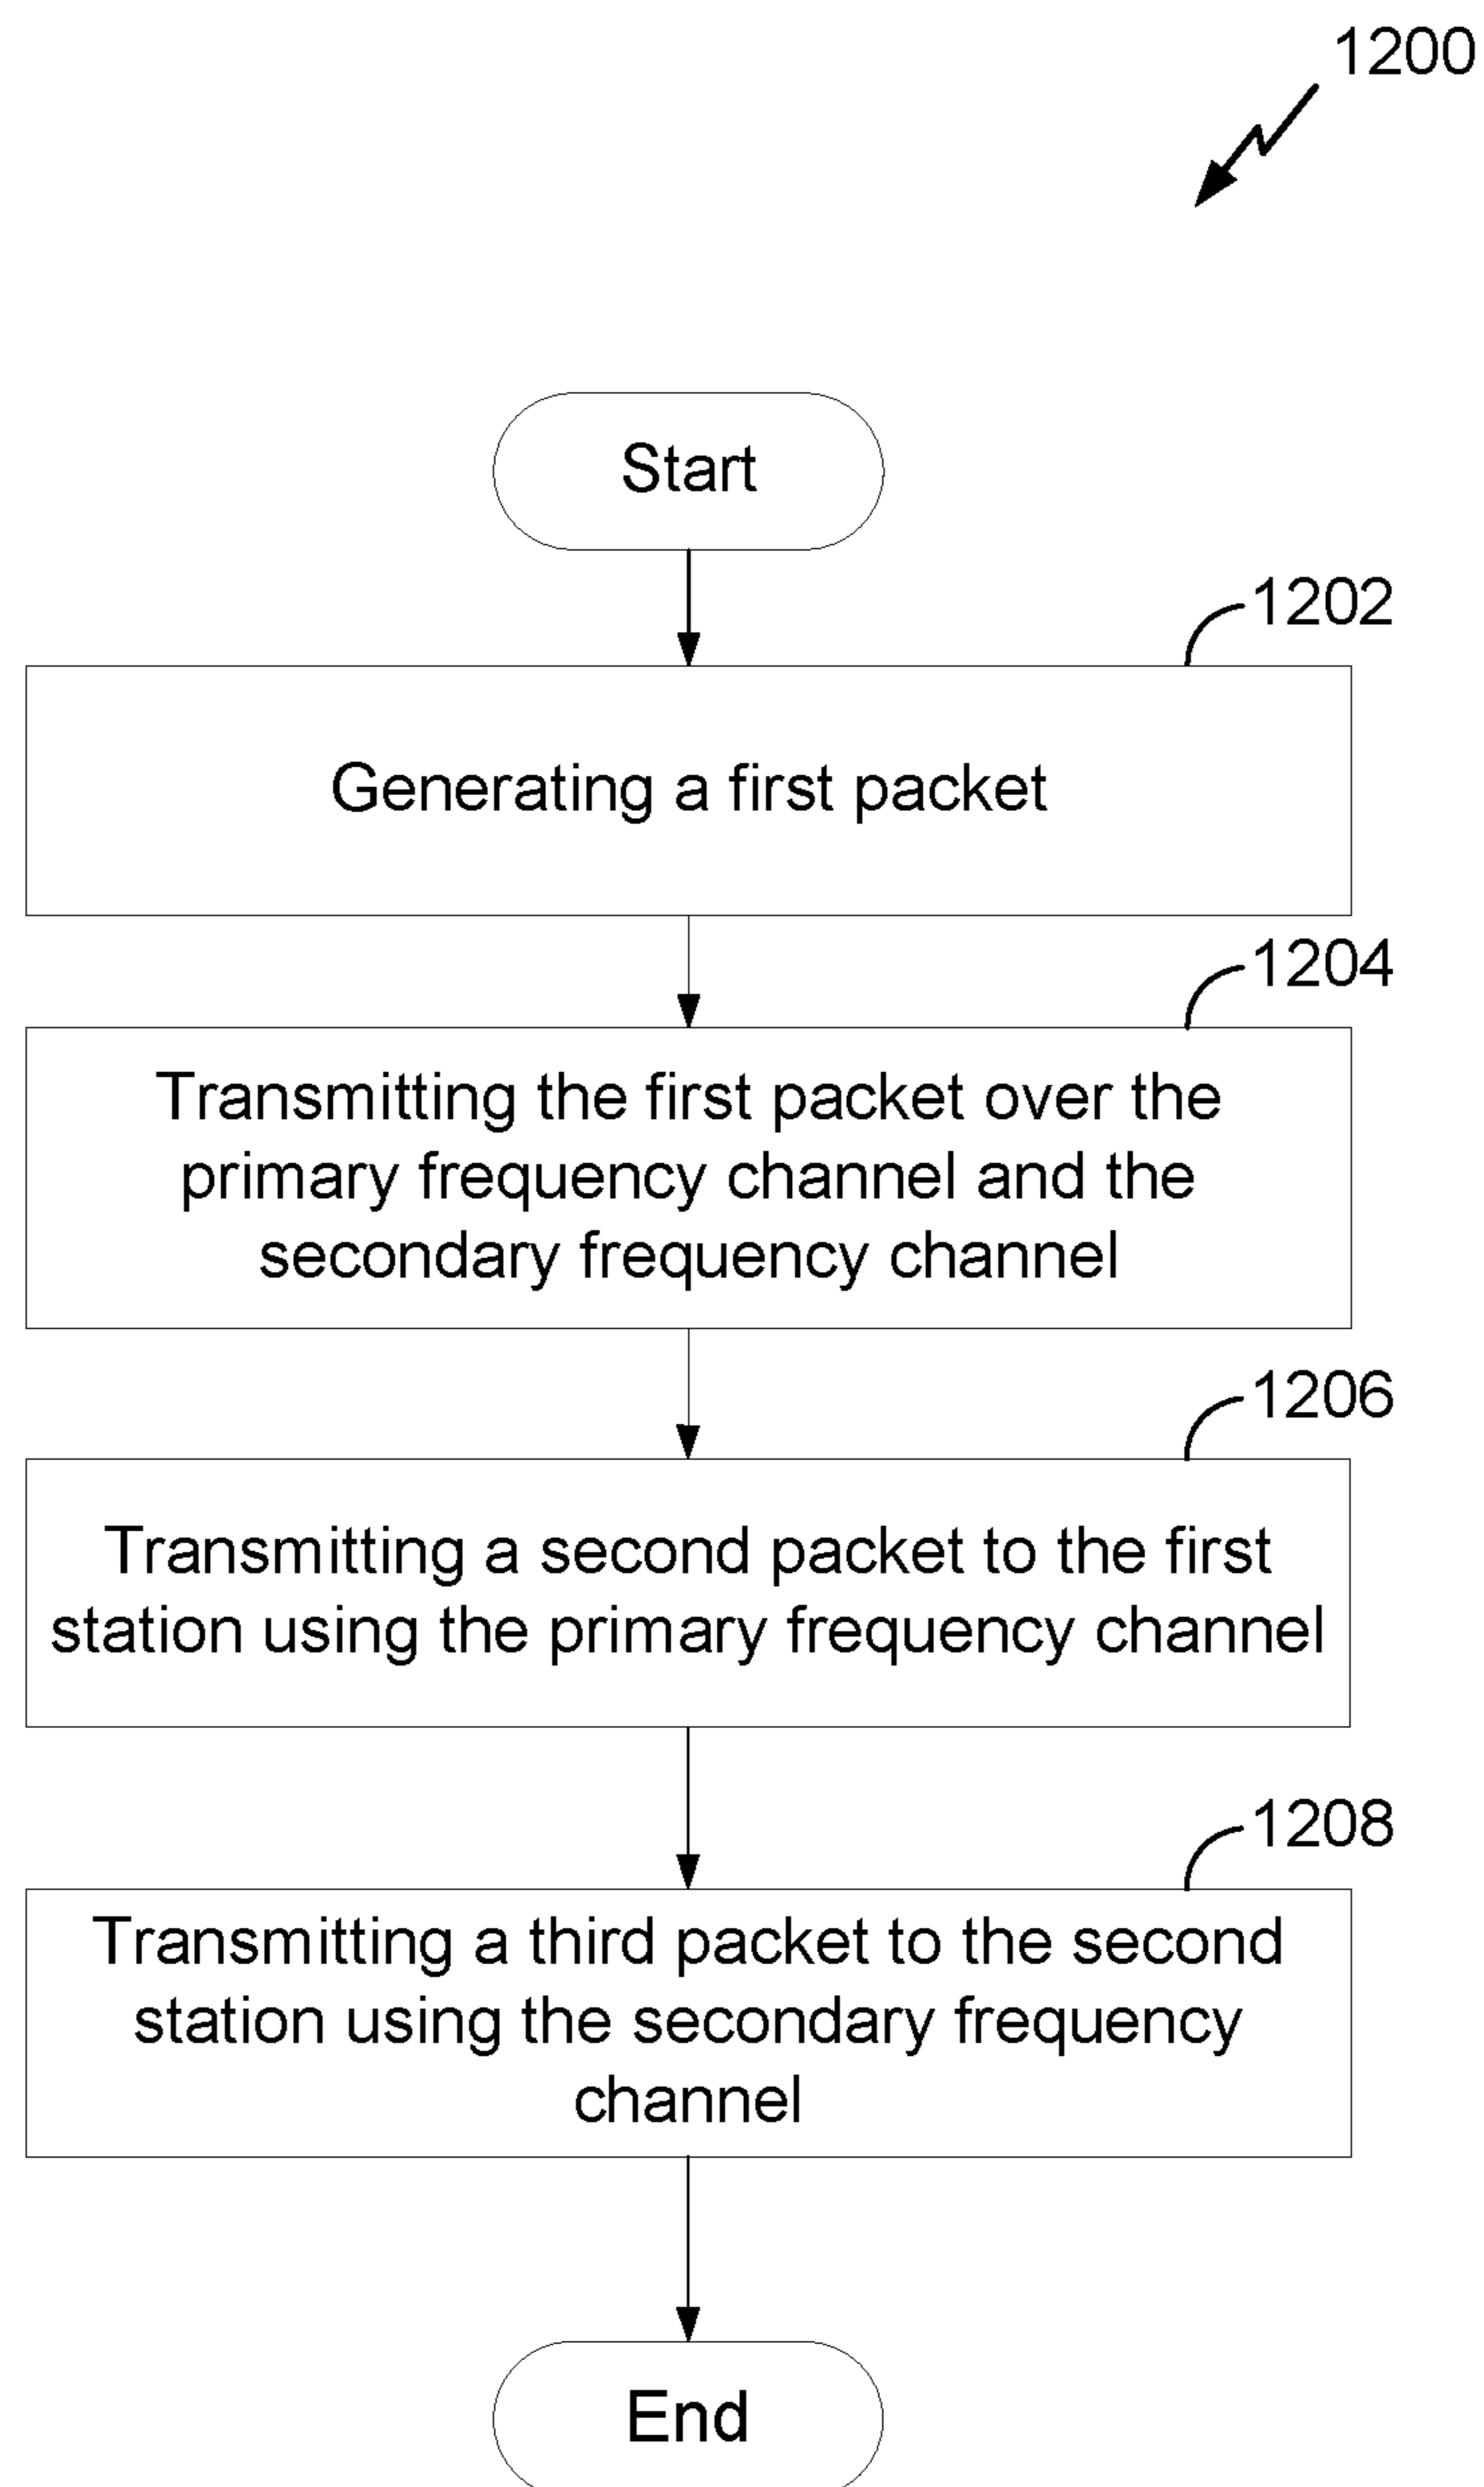 1200
Start
1202
Generating a first packet
1204
Transmitting the first packet over the
primary frequency channel and the
secondary frequency channel
1206
Transmitting a second packet to the first
station using the primary frequency channel
1208
Transmitting a third packet to the second
station using the secondary frequency
channel
End